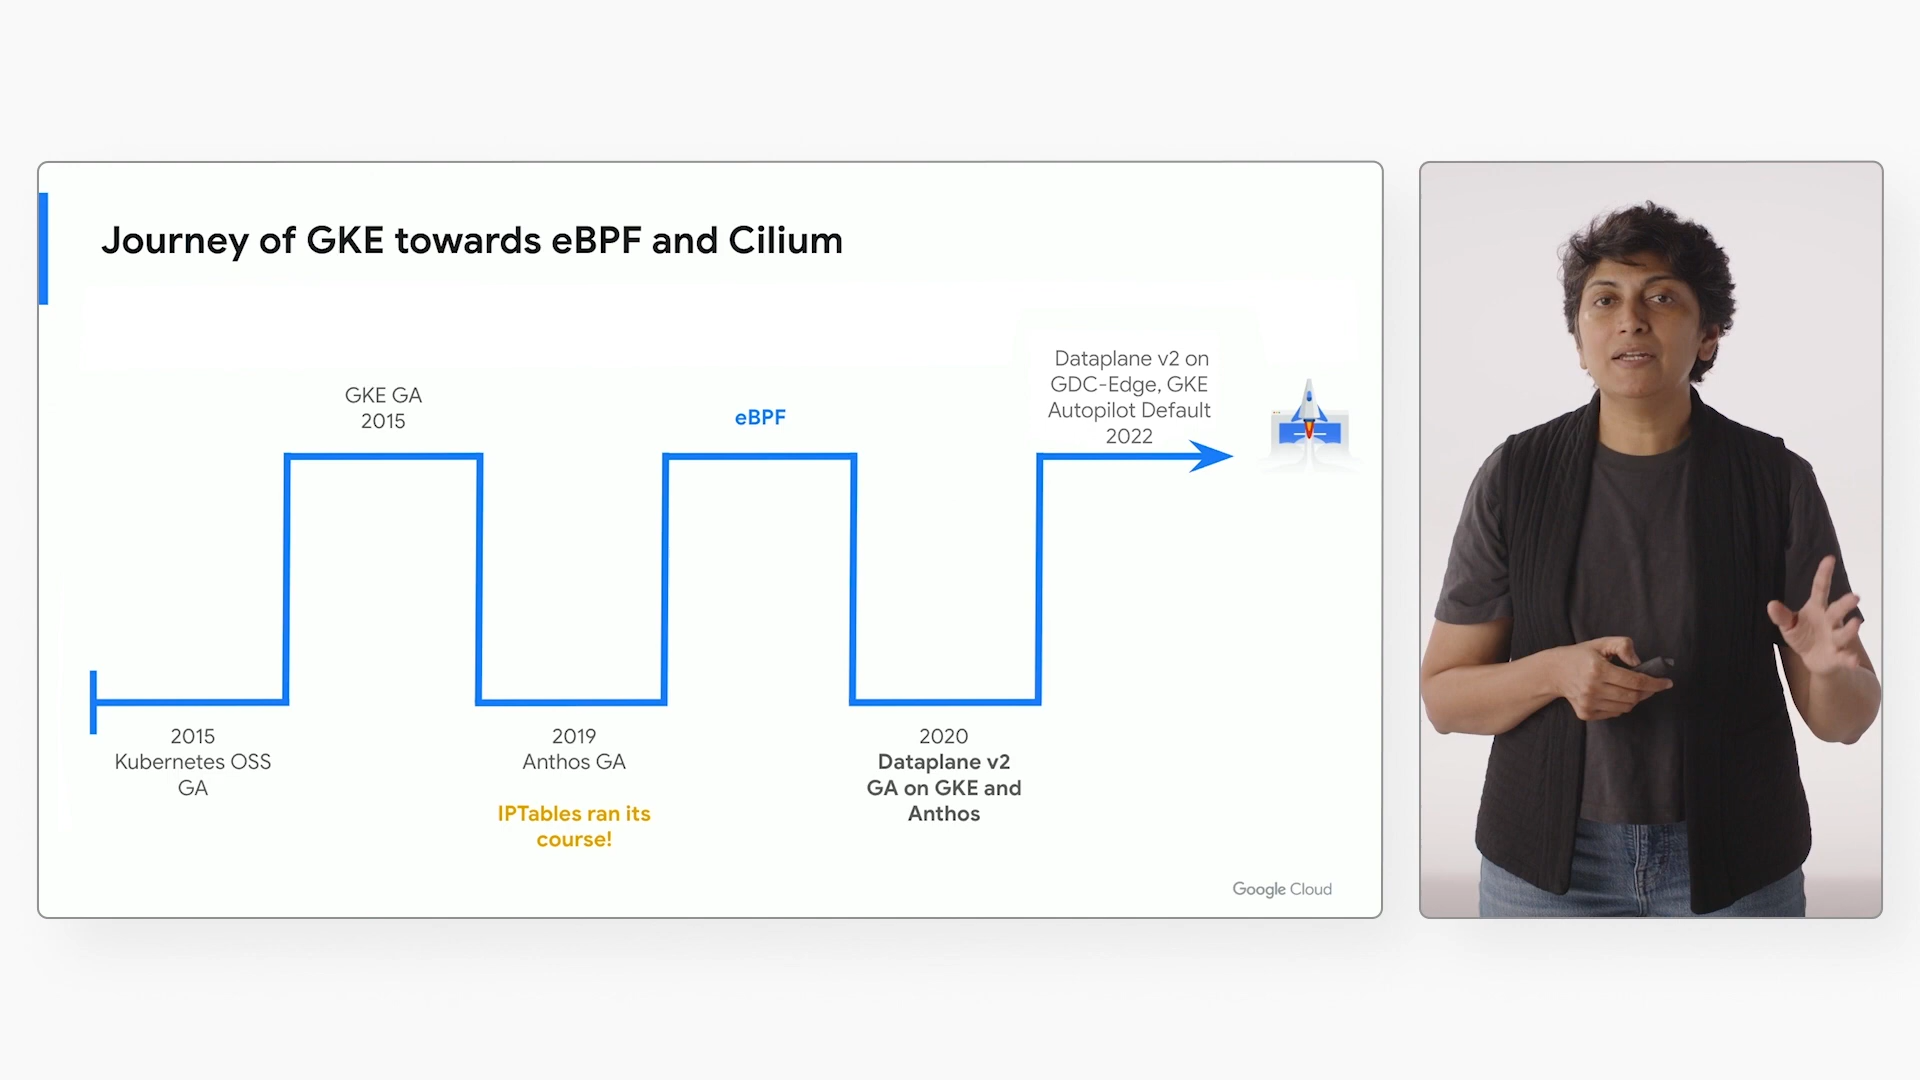 Journey of GKE towards eBPF and Cilium
GKE GA
2015
eBPF
Dataplane v2 on
GDC-Edge, GKE
Autopilot Default
2022
2015
Kubernetes OSS
GA
2019
Anthos GA
IPTables ran its
course!
2020
Dataplane v2
GA on GKE and
Anthos
Google Cloud